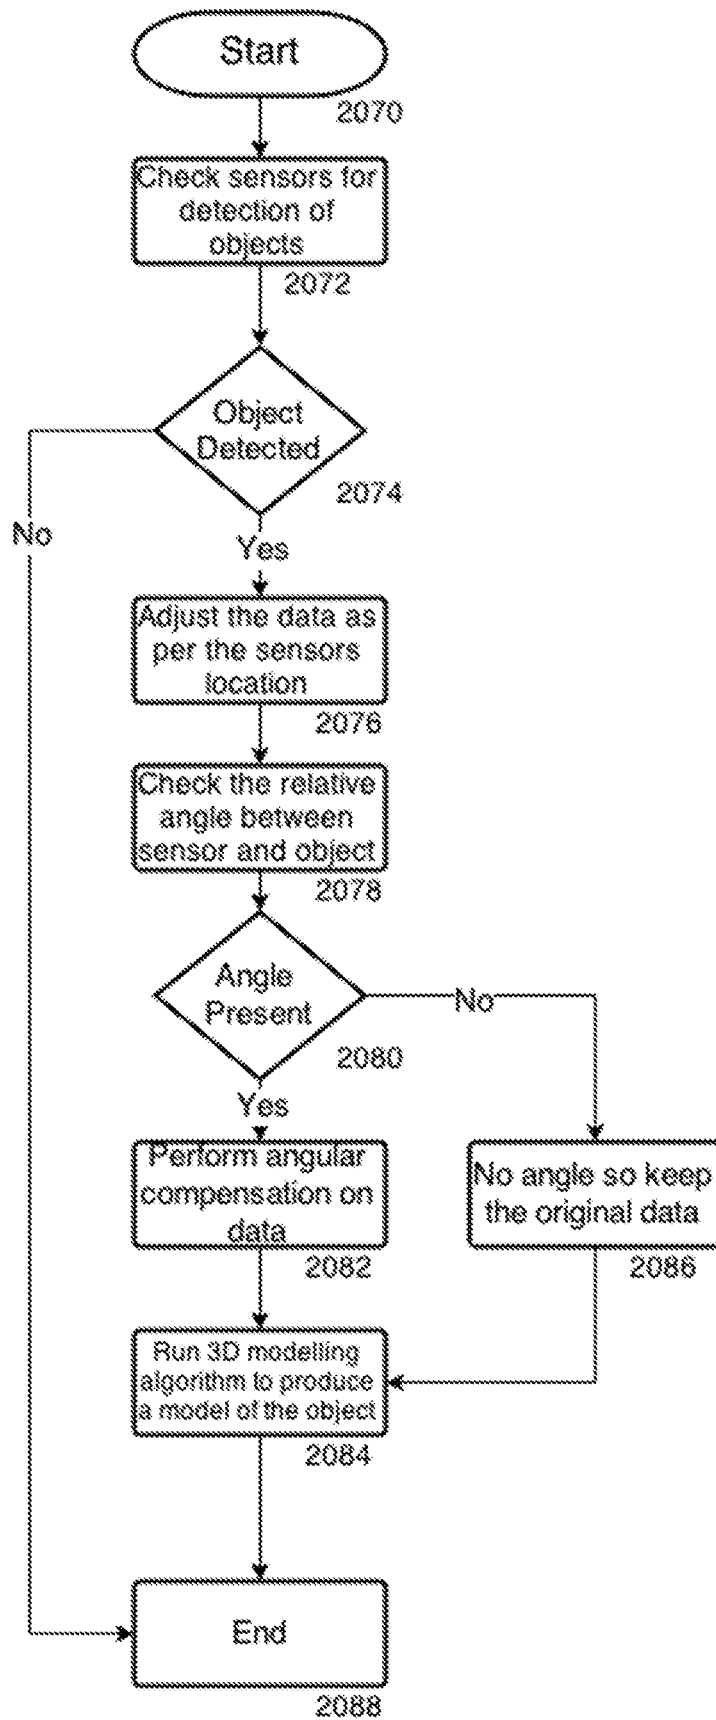 Start
2070
Check sensors for
detection of
objects
2072
Object
Detected
2074
No
Yes
Adjust the data as
per the sensors
location
2076
Check the relative
angle between
sensor and object
2078
Angle
Present
No
2080
Yes
Perform angular
compensation on
data
2082
No angle so keep
the original data
2086
Run 3D modelling
algorithm to produce
a model of the object
2084
End
2088